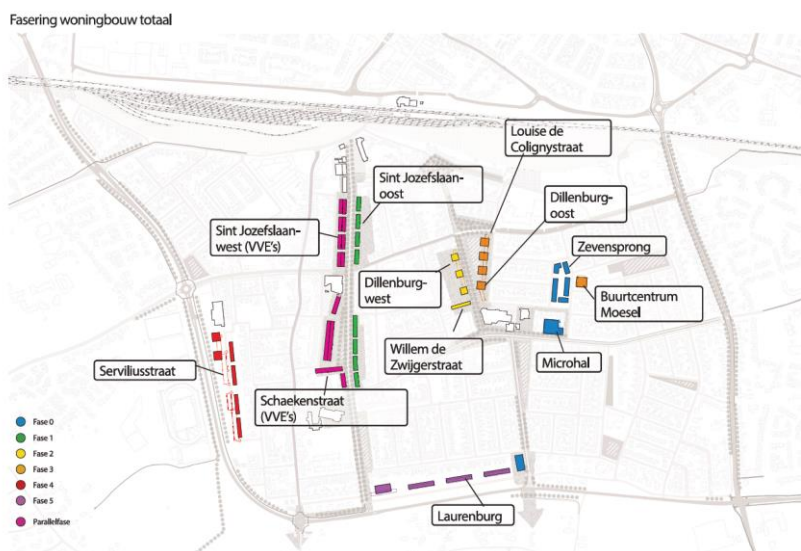 Fasering woningbouw totaal
Louise de
Colignystraat
Sint Jozefslaan-
oost
Dillenburg-
oost
Sint Jozefslaan-
west (VVE's)
Zevensprong
Dillenburg-
west
Buurtcentrum
Moesel
Willem de
Zwijgerstraat
Microhal
Serviliusstraat
Schaekenstraat
(VVE's)
Fase 0
Fase 1
Fase 2
Fase 3
Fase 4
Fase 5
Parallelfase
Laurenburg